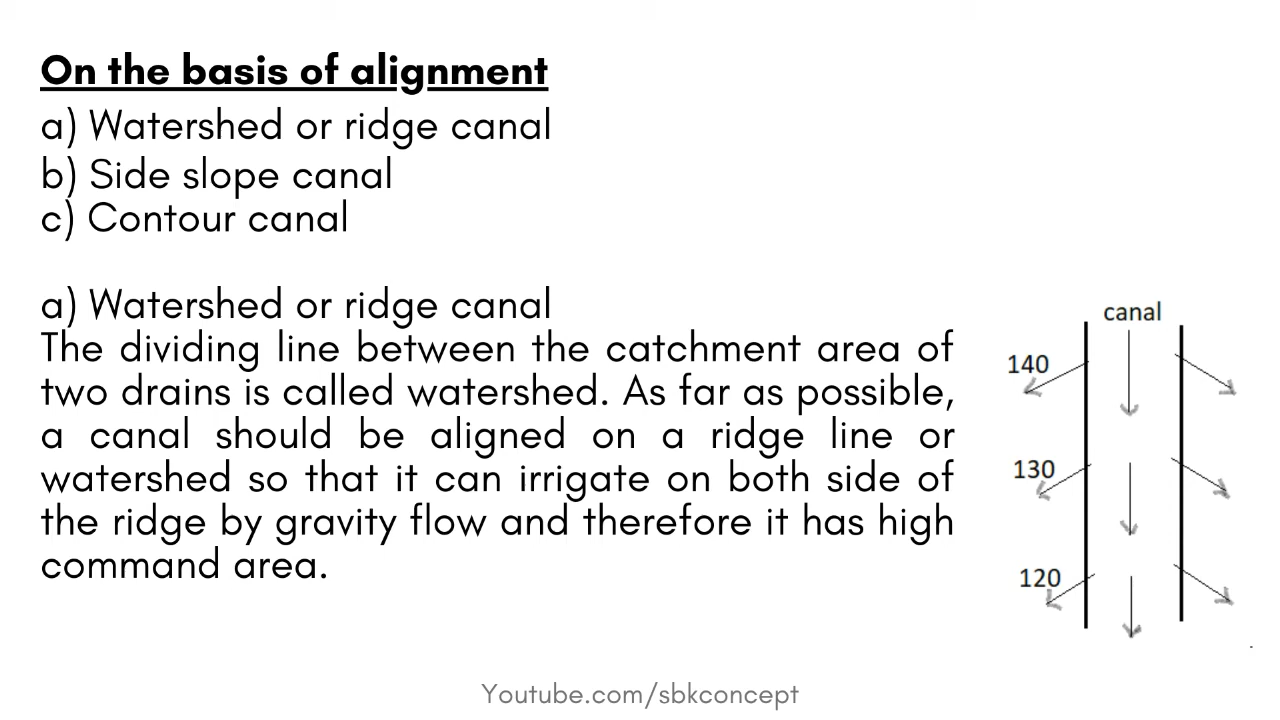 On the basis of alignment
a) Watershed or ridge canal
b) Side slope canal
c) Contour canal
a) Watershed or ridge canal
The dividing line between the catchment area of
two drains is called watershed. As far as possible,
a canal should be aligned on a ridge line or
watershed so that it can irrigate on both side of
the ridge by gravity flow and therefore it has high
command area.
canal
140
130
120
Youtube.com/sbkconcept